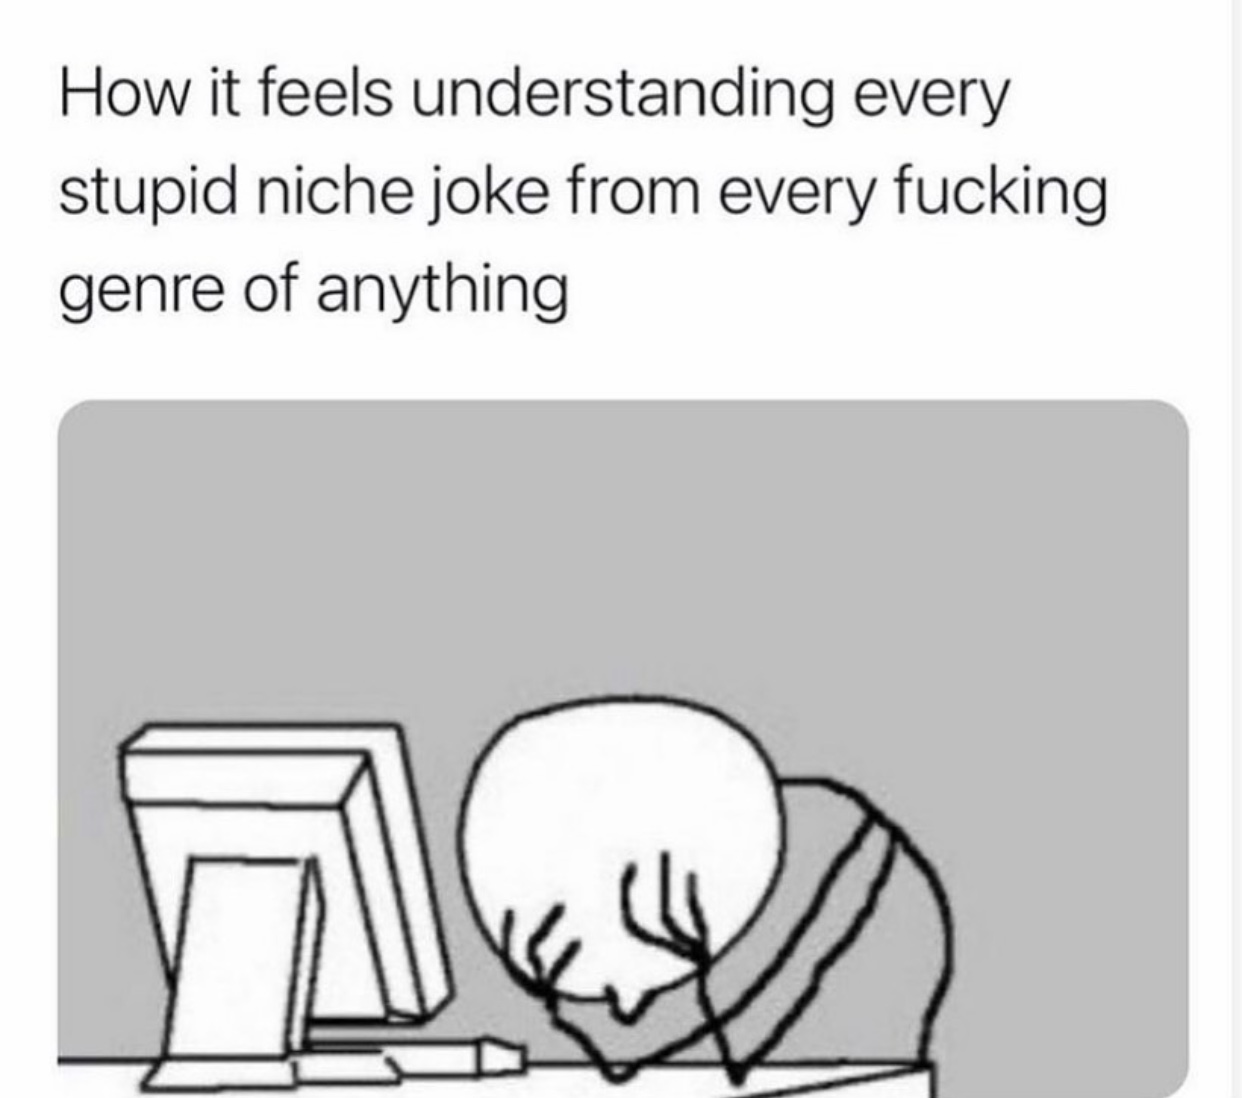 How it feels understanding every
stupid niche joke from every fucking
genre of anything